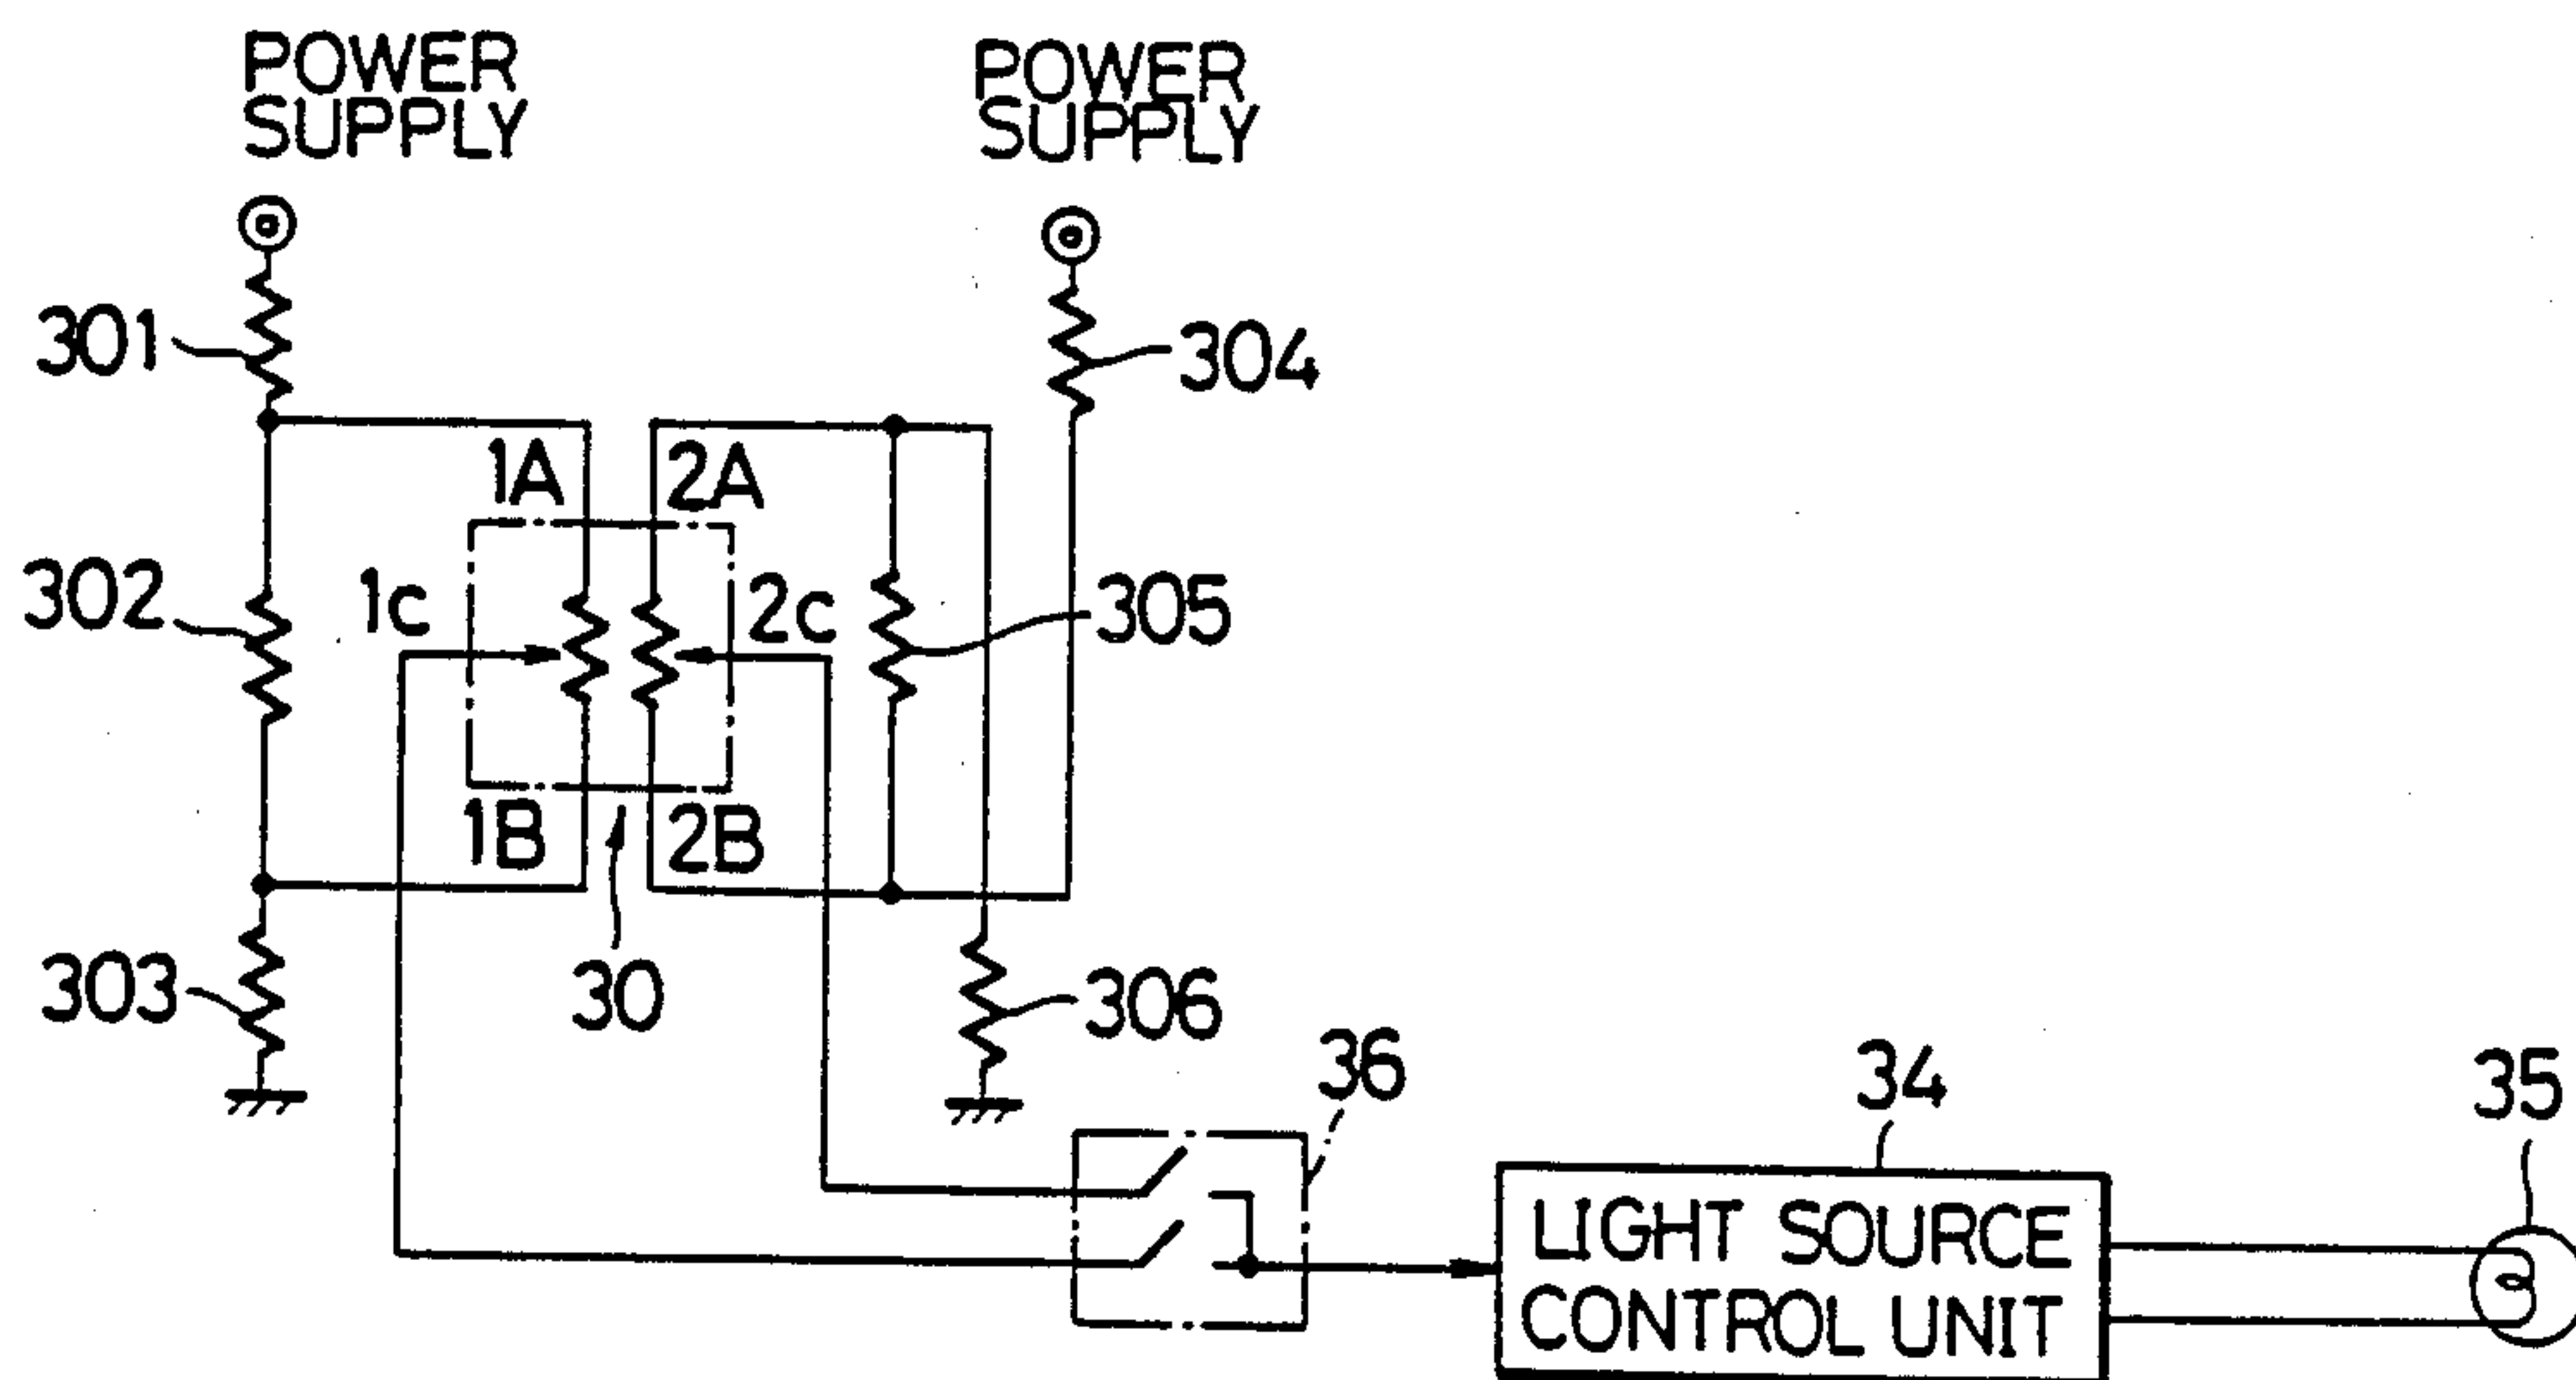 POWER
SUPPLY
POWER
SUPPLY
301
304
1A
2A
302
1c
2c
305
1B
2B
303
30
306
36
34
35
LIGHT SOURCE
CONTROL UNIT